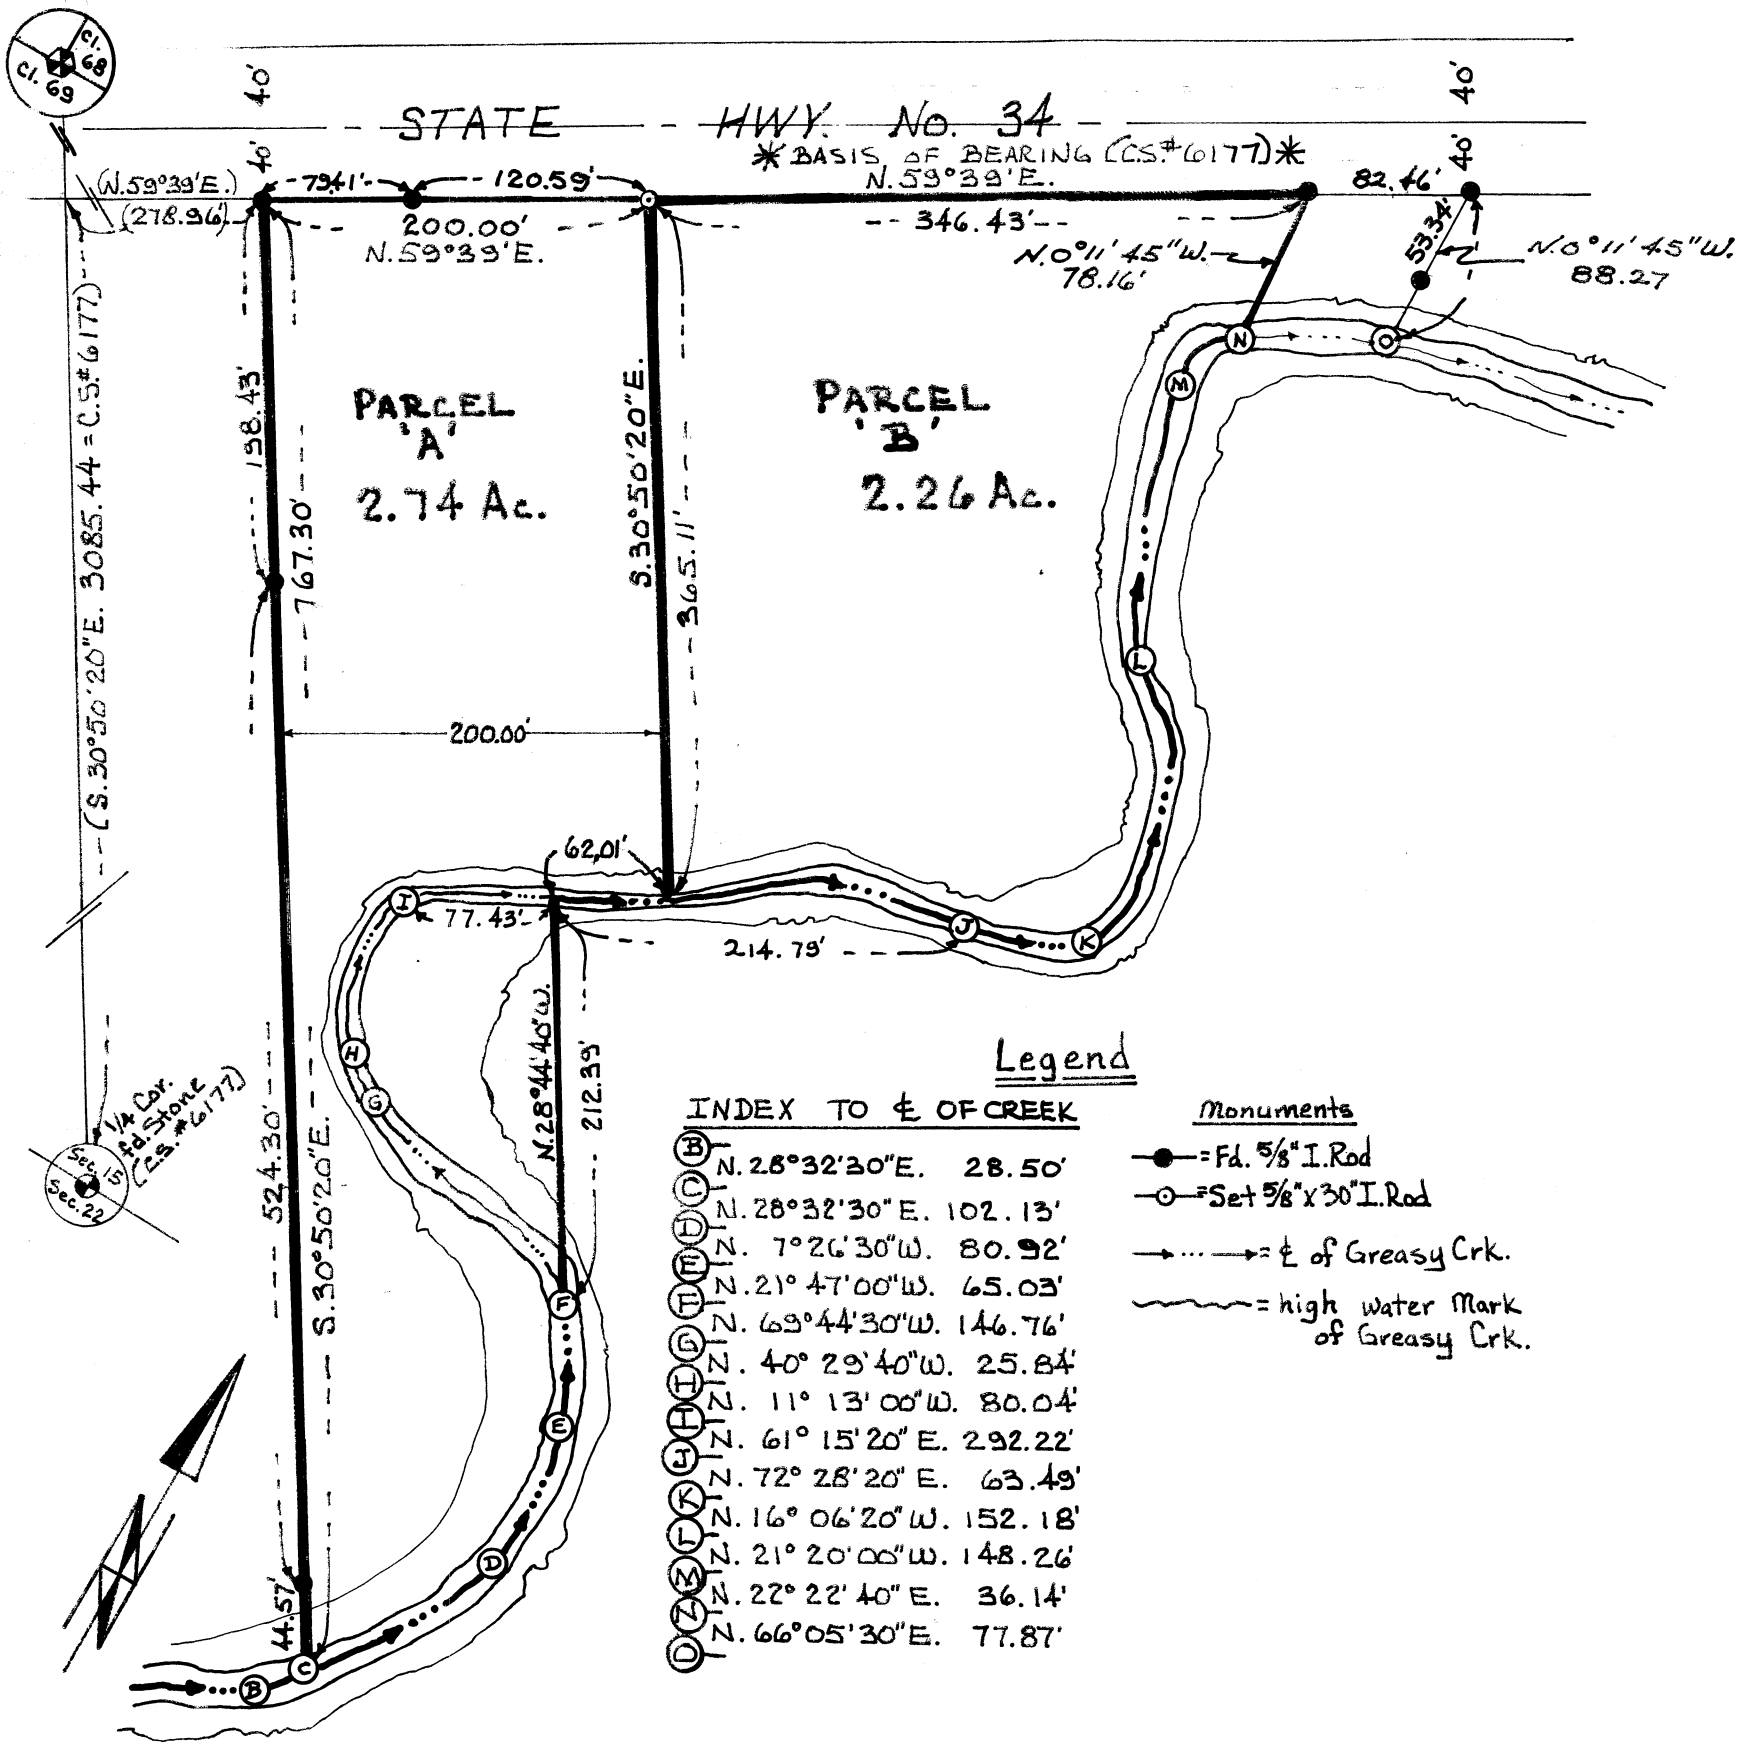 Cl.
68
Cl. 69
40'
40'
40'
40'
STATE HWY. No. 34
* BASIS OF BEARING (C.S.#6177) *
(N.59°39'E.)
79.41'
120.59'
N.59°39'E.
82.46'
(278.96')
200.00'
346.43'
N.59°39'E.
N.0°11'45"W.
78.16'
53.34'
N.0°11'45"W.
88.27
(S.30°50'20"E. 3085.44 = C.S.#6177)
198.43'
767.30'
PARCEL
'A'
2.74 Ac.
S.30°50'20"E.
365.11'
PARCEL
'B'
2.26 Ac.
N
O
M
L
200.00'
62.01'
I
77.43'
214.79'
J
K
H
G
N.28°44'40"W.
212.39'
1/4 Cor.
fd. Stone
(C.S.#6177)
Sec. 15
Sec. 22
524.30'
S.30°50'20"E.
F
E
D
44.57'
C
B
Legend
INDEX TO ℄ OF CREEK
B
N. 28°32'30"E. 28.50'
C
N. 28°32'30"E. 102.13'
D
N. 7°26'30"W. 80.92'
E
N. 21°47'00"W. 65.03'
F
N. 69°44'30"W. 146.76'
G
N. 40°29'40"W. 25.84'
H
N. 11°13'00"W. 80.04'
I
N. 61°15'20"E. 292.22'
J
N. 72°28'20"E. 63.49'
K
N. 16°06'20"W. 152.18'
L
N. 21°20'00"W. 148.26'
M
N. 22°22'40"E. 36.14'
N
N. 66°05'30"E. 77.87'
O
Monuments
= Fd. 5/8" I. Rod
= Set 5/8" x 30" I. Rod
= ℄ of Greasy Crk.
= high water Mark
of Greasy Crk.